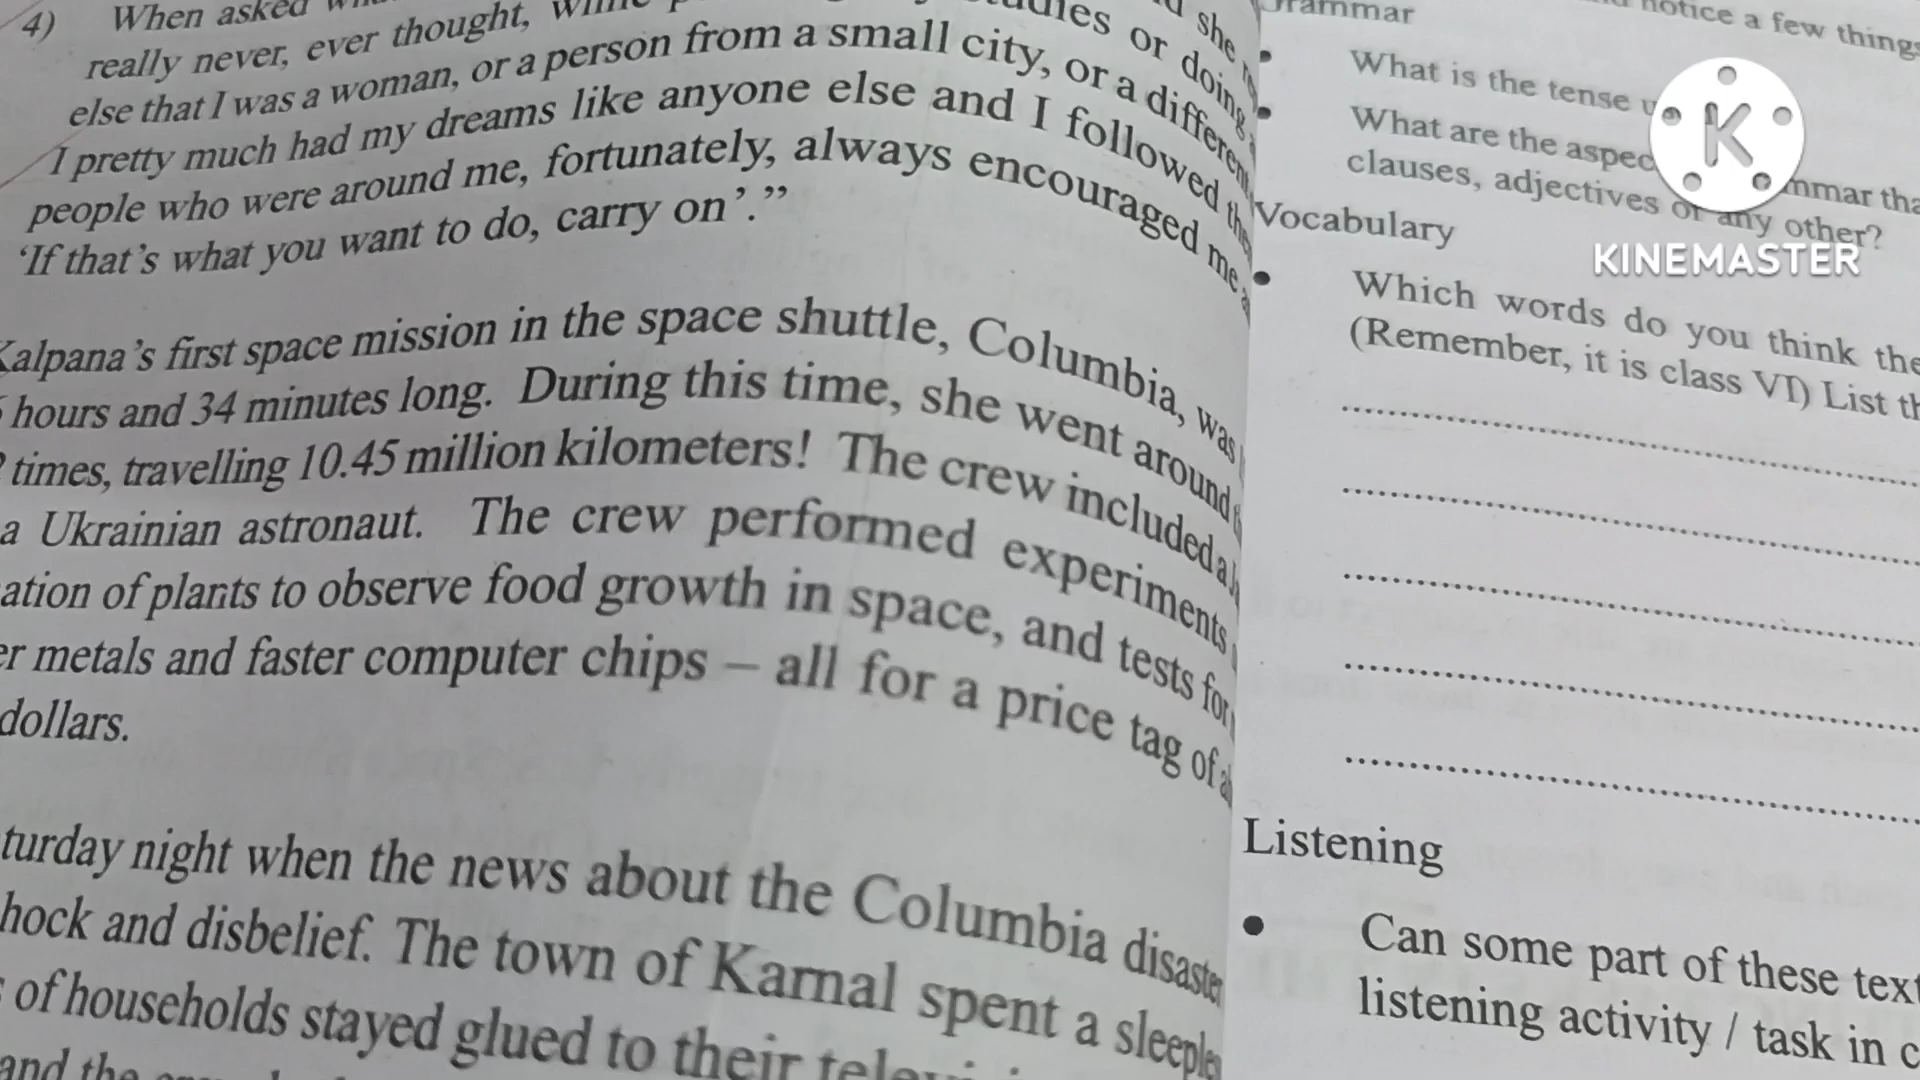 4) When asked
really never, ever thought,
else that I was a woman, or a person from a small city, or a different
I pretty much had my dreams like anyone else and I followed
people who were around me, fortunately, always encouraged me
‘If that’s what you want to do, carry on’.”
Kalpana’s first space mission in the space shuttle, Columbia, was
hours and 34 minutes long. During this time, she went around
times, travelling 10.45 million kilometers! The crew included a
a Ukrainian astronaut. The crew performed experiments
ation of plants to observe food growth in space, and tests for
er metals and faster computer chips – all for a price tag of
dollars.
turday night when the news about the Columbia disaster
hock and disbelief. The town of Karnal spent a
of households stayed glued to their
and the
Grammar
notice a few things
• What is the tense
• What are the aspec
clauses, adjectives or any other?
Vocabulary
• Which words do you think the
(Remember, it is class VI) List th
Listening
• Can some part of these text
listening activity / task in c
K
KINEMASTER